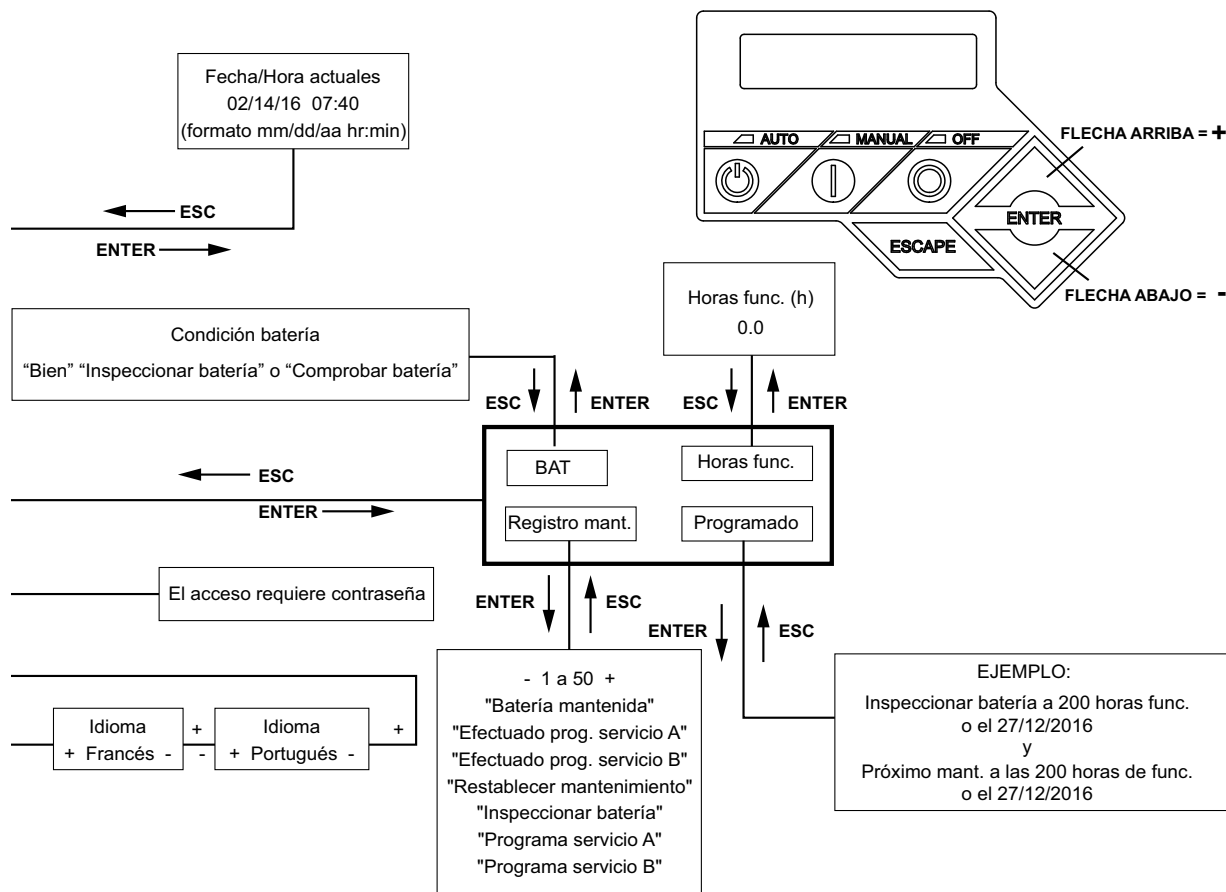 Fecha/Hora actuales
02/14/16 07:40
(formato mm/dd/aa hr:min)
ESC
ENTER
AUTO
MANUAL
OFF
ENTER
ESCAPE
FLECHA ARRIBA = +
FLECHA ABAJO = -
Condición batería
“Bien” “Inspeccionar batería” o “Comprobar batería”
Horas func. (h)
0.0
ESC
ENTER
ESC
ENTER
BAT
Horas func.
Registro mant.
Programado
ESC
ENTER
El acceso requiere contraseña
ENTER
ESC
ENTER
ESC
Idioma
+ Francés -
+
-
Idioma
+ Portugués -
+
- 1 a 50 +
"Batería mantenida"
"Efectuado prog. servicio A"
"Efectuado prog. servicio B"
"Restablecer mantenimiento"
"Inspeccionar batería"
"Programa servicio A"
"Programa servicio B"
EJEMPLO:
Inspeccionar batería a 200 horas func.
o el 27/12/2016
y
Próximo mant. a las 200 horas de func.
o el 27/12/2016